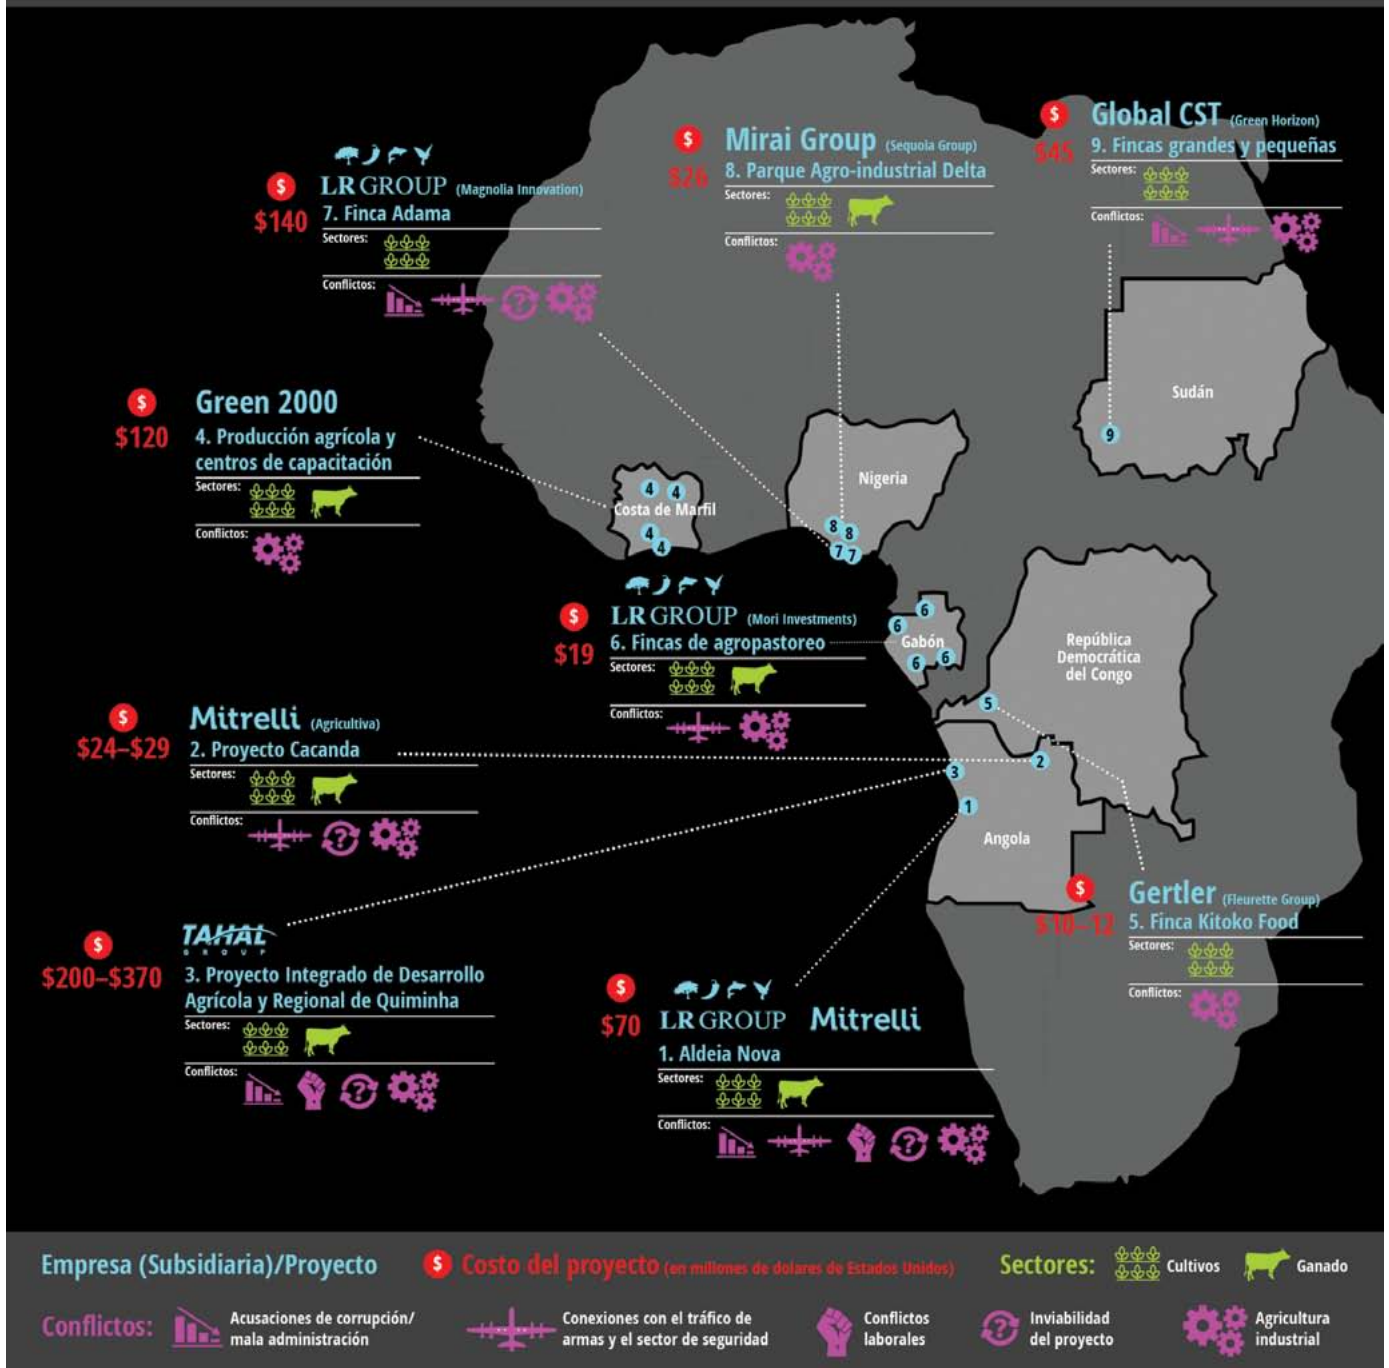 $
$140
LR GROUP (Magnolia Innovation)
7. Finca Adama
Sectores:
Conflictos:
?
$
$26
Mirai Group (Sequoia Group)
8. Parque Agro-industrial Delta
Sectores:
Conflictos:
$
$45
Global CST (Green Horizon)
9. Fincas grandes y pequeñas
Sectores:
Conflictos:
$
$120
Green 2000
4. Producción agrícola y
centros de capacitación
Sectores:
Conflictos:
Sudán
9
Nigeria
8
8
7
7
4
4
Costa de Marfil
4
4
$
$19
LR GROUP (Mori Investments)
6. Fincas de agropastoreo
Sectores:
Conflictos:
6
6
Gabón
6
6
República
Democrática
del Congo
5
$
$24–$29
Mitrelli (Agricultiva)
2. Proyecto Cacanda
Sectores:
Conflictos:
?
3
2
1
Angola
$
$10–12
Gertler (Fleurette Group)
5. Finca Kitoko Food
Sectores:
Conflictos:
$
$200–$370
TAHAL
GROUP
3. Proyecto Integrado de Desarrollo
Agrícola y Regional de Quiminha
Sectores:
Conflictos:
?
$
$70
LR GROUP Mitrelli
1. Aldeia Nova
Sectores:
Conflictos:
?
Empresa (Subsidiaria)/Proyecto
$ Costo del proyecto (en millones de dolares de Estados Unidos)
Sectores: Cultivos Ganado
Conflictos:
Acusaciones de corrupción/
mala administración
Conexiones con el tráfico de
armas y el sector de seguridad
Conflictos
laborales
?
Inviabilidad
del proyecto
Agricultura
industrial